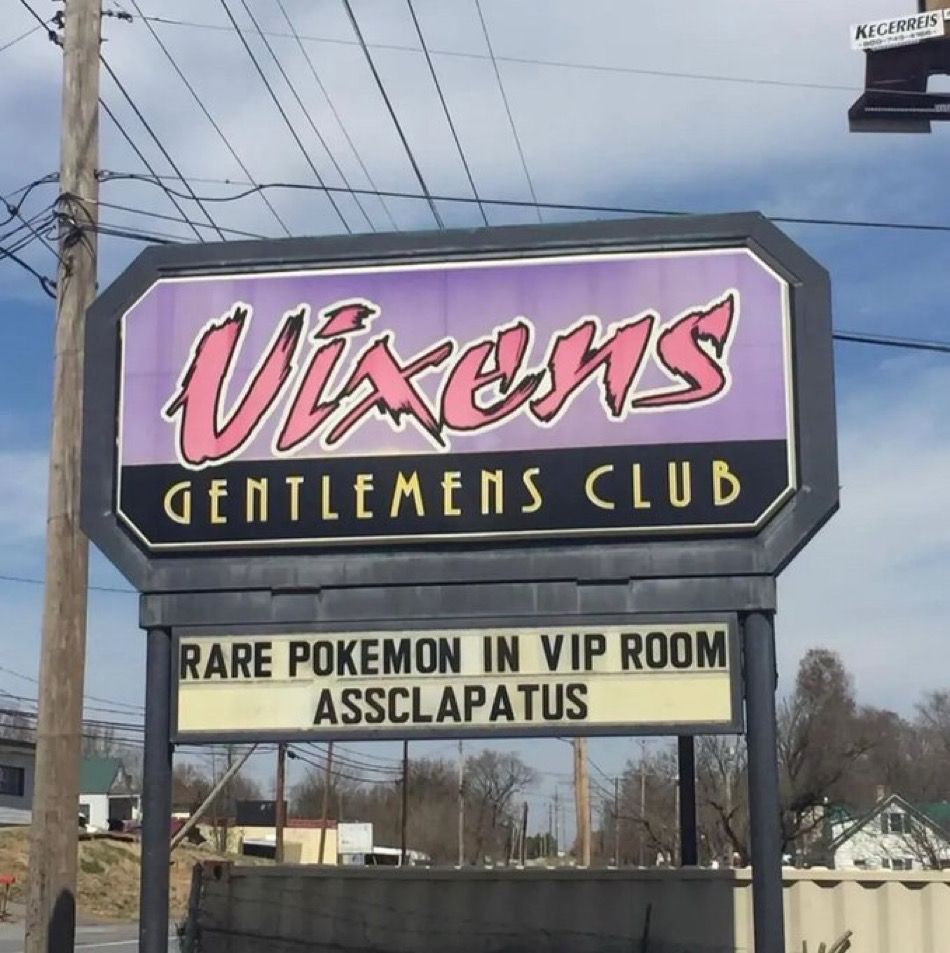 KEGERREIS
Vixens
GENTLEMENS CLUB
RARE POKEMON IN VIP ROOM
ASSCLAPATUS